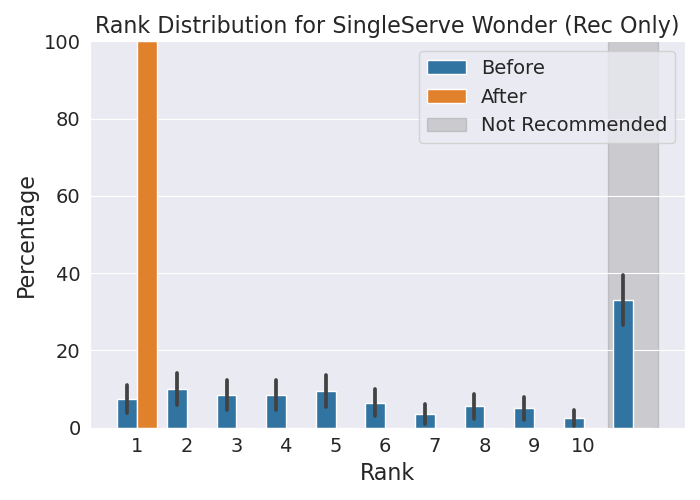 Rank Distribution for SingleServe Wonder (Rec Only)
100
80
60
40
20
0
Percentage
Before
After
Not Recommended
1 2 3 4 5 6 7 8 9 10
Rank